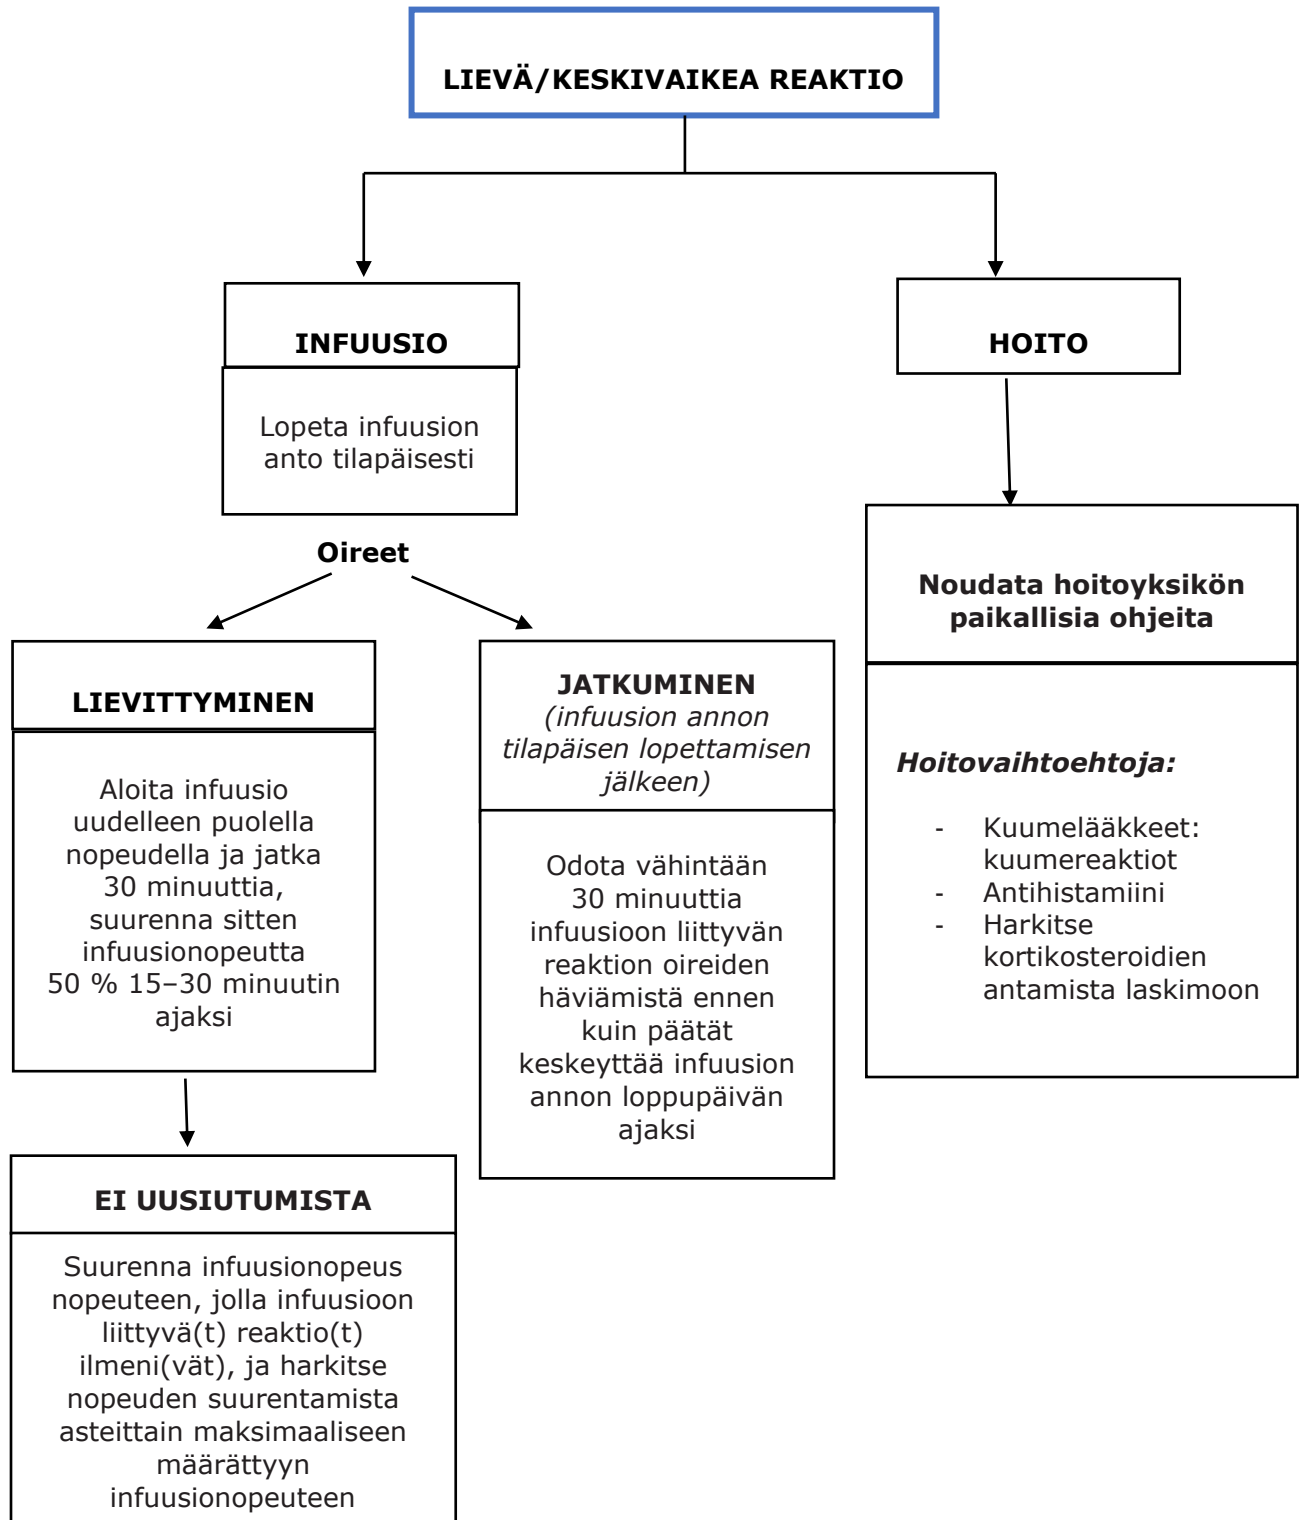 LIEVÄ/KESKIVAIKEA REAKTIO
INFUUSIO
Lopeta infuusion
anto tilapäisesti
Oireet
LIEVITTYMINEN
Aloita infuusio
uudelleen puolella
nopeudella ja jatka
30 minuuttia,
suurenna sitten
infuusionopeutta
50 % 15–30 minuutin
ajaksi
EI UUSIUTUMISTA
Suurenna infuusionopeus
nopeuteen, jolla infuusioon
liittyvä(t) reaktio(t)
ilmeni(vät), ja harkitse
nopeuden suurentamista
asteittain maksimaaliseen
määrättyyn
infuusionopeuteen
JATKUMINEN
(infuusion annon
tilapäisen lopettamisen
jälkeen)
Odota vähintään
30 minuuttia
infuusioon liittyvän
reaktion oireiden
häviämistä ennen
kuin päätät
keskeyttää infuusion
annon loppupäivän
ajaksi
HOITO
Noudata hoitoyksikön
paikallisia ohjeita
Hoitovaihtoehtoja:
- Kuumelääkkeet:
kuumereaktiot
- Antihistamiini
- Harkitse
kortikosteroidien
antamista laskimoon